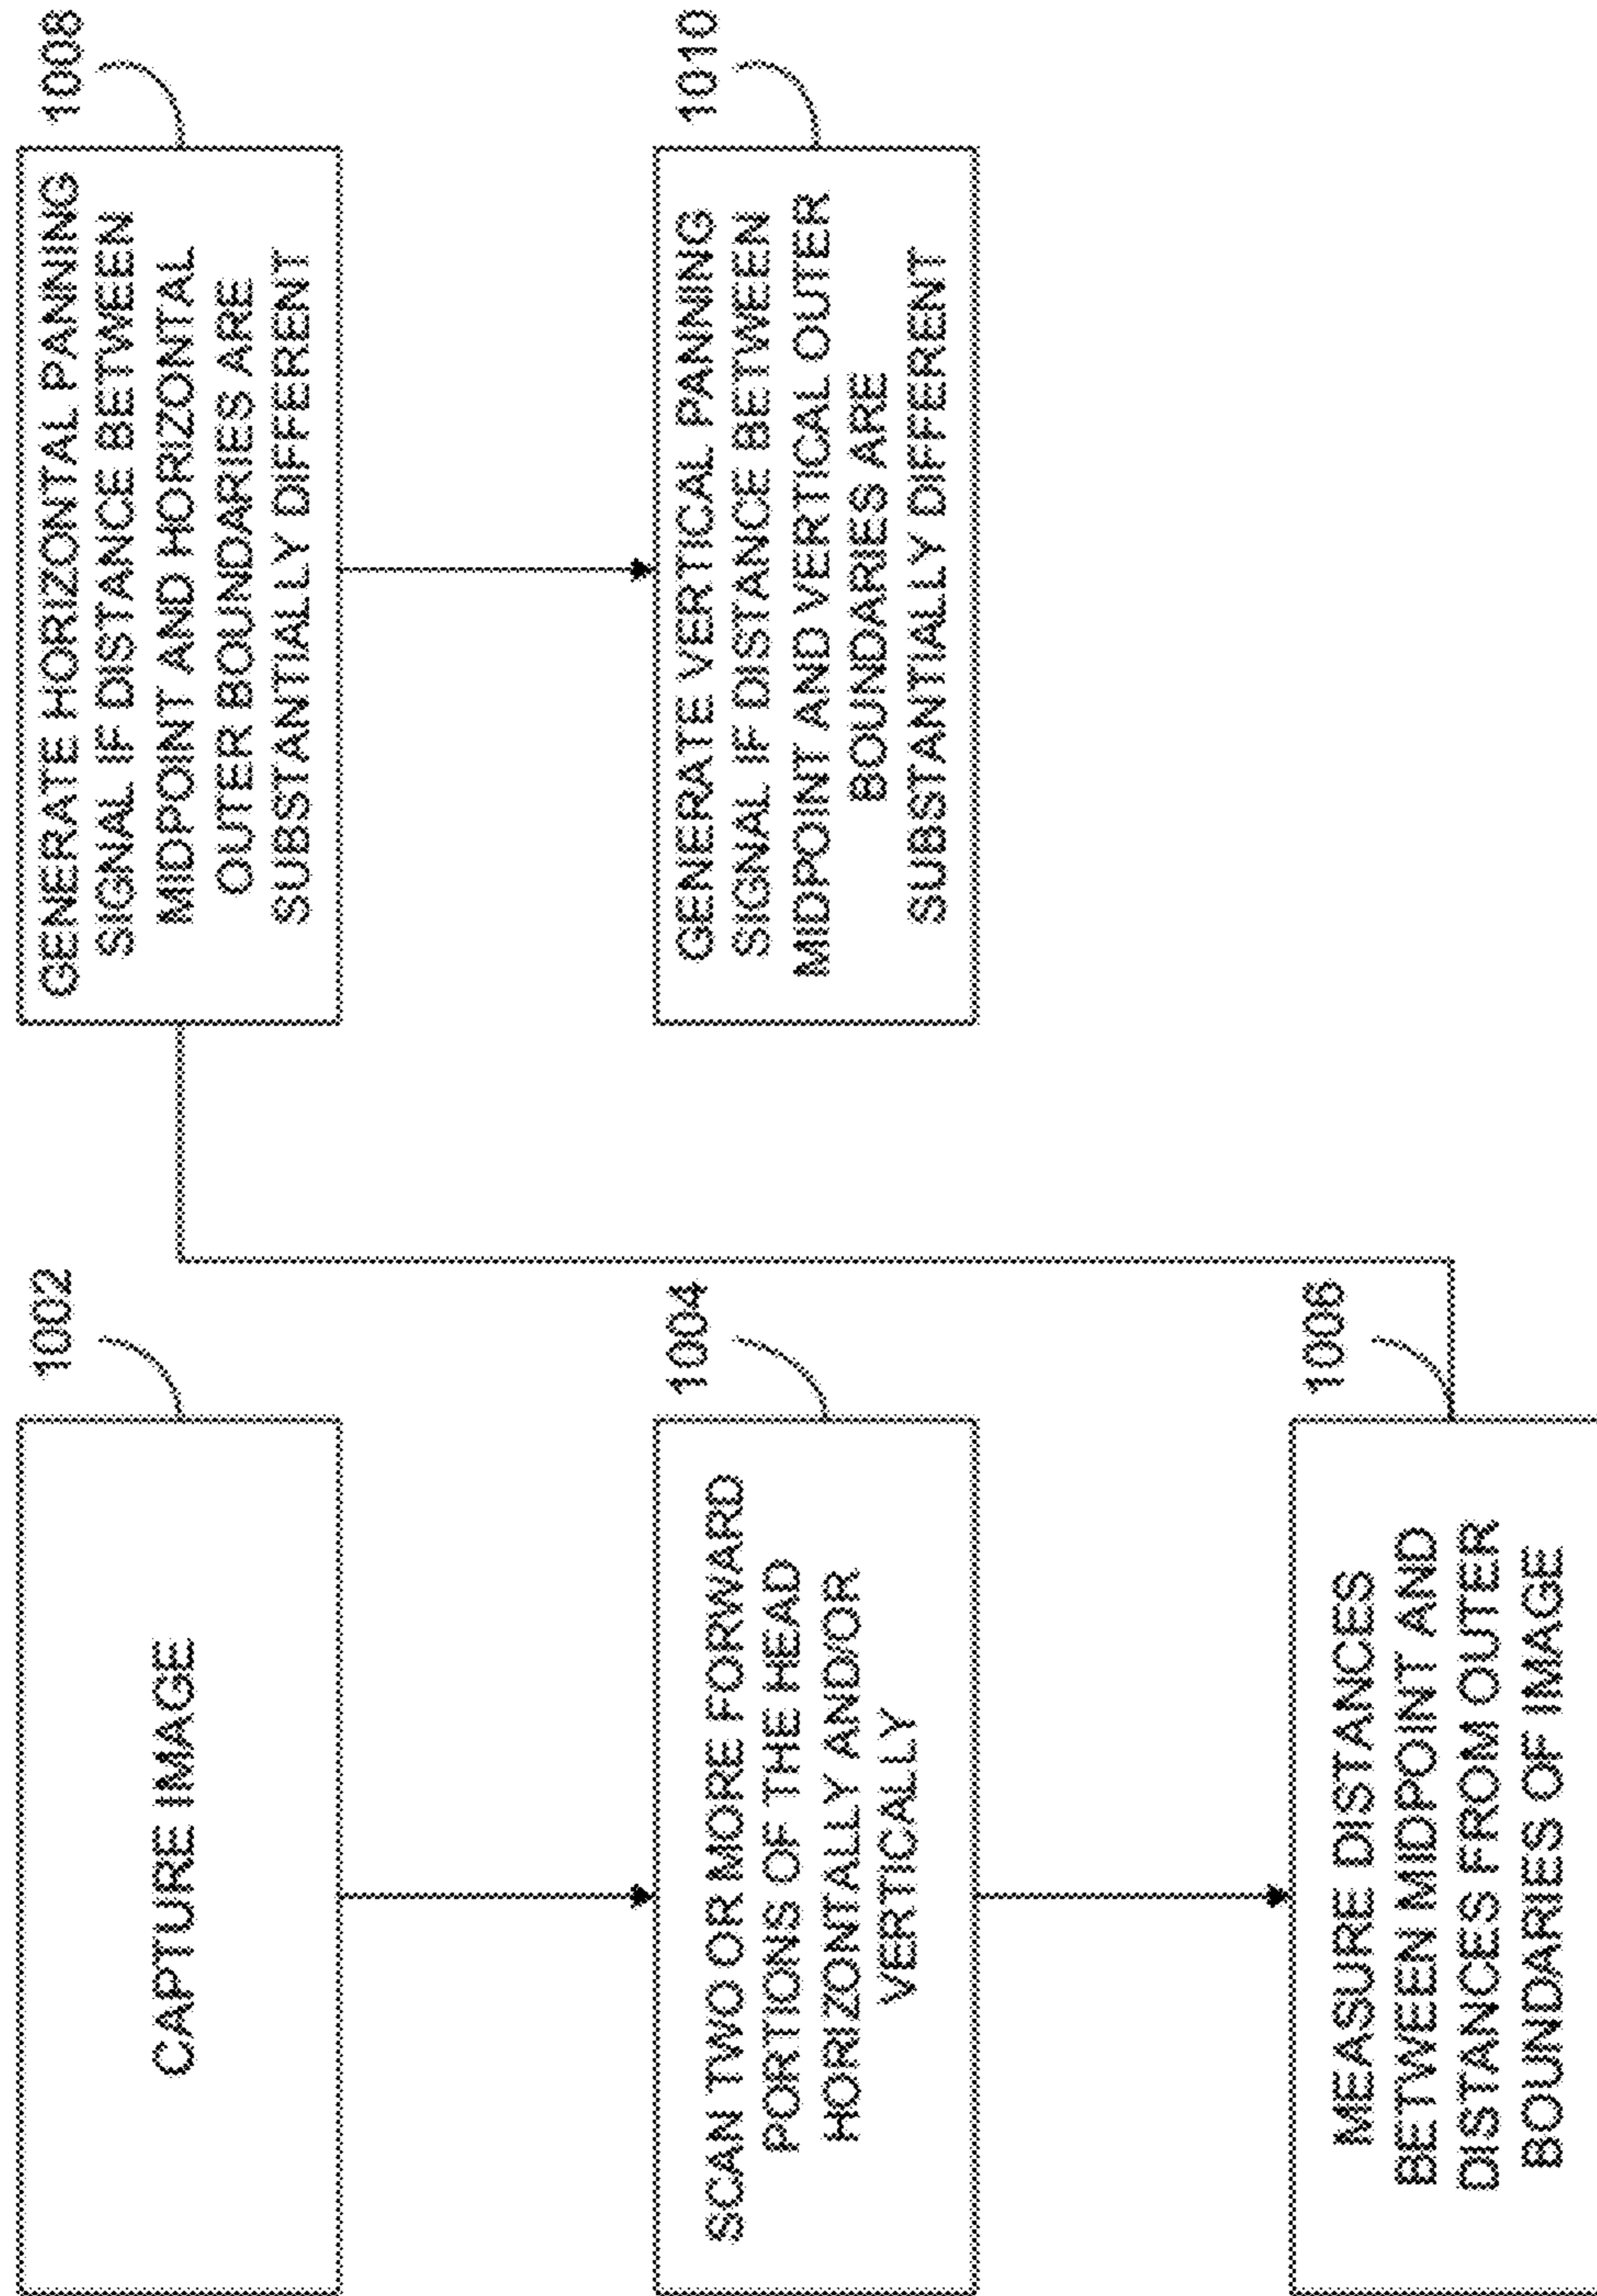 1002
CAPTURE IMAGE
1004
SCAN TWO OR MORE FORWARD
PORTIONS OF THE HEAD
HORIZONTALLY AND/OR
VERTICALLY
1006
MEASURE DISTANCES
BETWEEN MIDPOINT AND
DISTANCES FROM OUTER
BOUNDARIES OF IMAGE
1008
GENERATE HORIZONTAL PANNING
SIGNAL IF DISTANCE BETWEEN
MIDPOINT AND HORIZONTAL
OUTER BOUNDARIES ARE
SUBSTANTIALLY DIFFERENT
1010
GENERATE VERTICAL PANNING
SIGNAL IF DISTANCE BETWEEN
MIDPOINT AND VERTICAL OUTER
BOUNDARIES ARE
SUBSTANTIALLY DIFFERENT